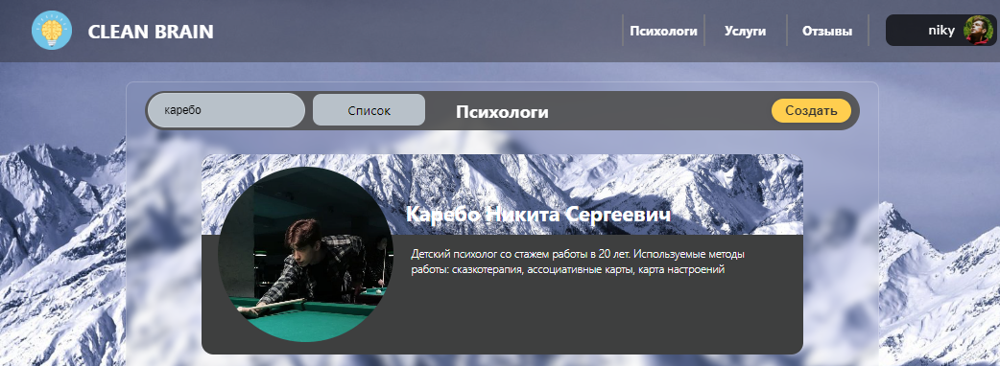 CLEAN BRAIN
Психологи
Услуги
Отзывы
niky
каребо
Список
Психологи
Создать
Каребо Никита Сергеевич
Детский психолог со стажем работы в 20 лет. Используемые методы
работы: сказкотерапия, ассоциативные карты, карта настроений